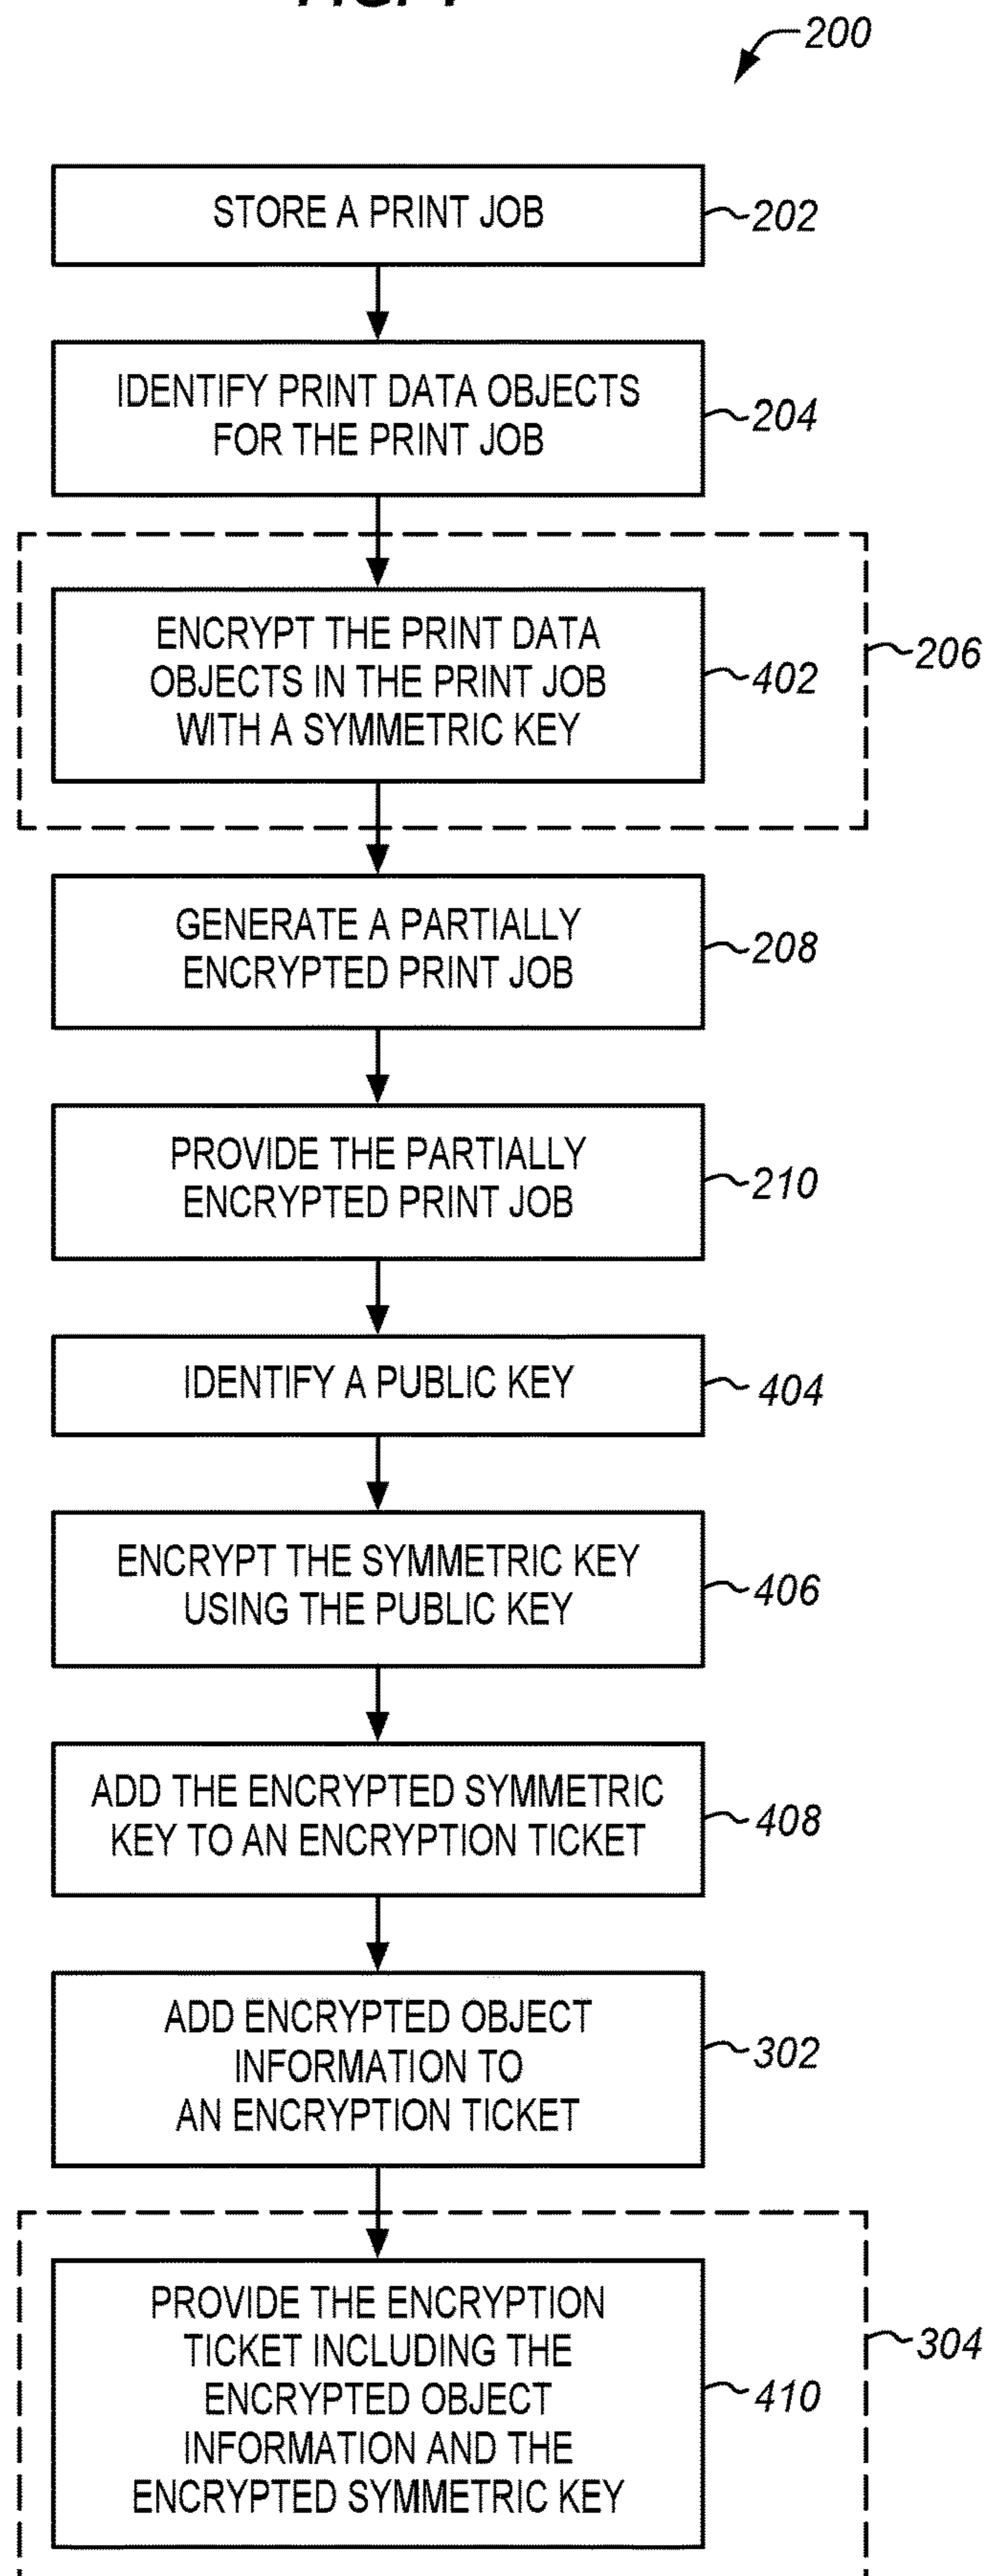 200
STORE A PRINT JOB
202
IDENTIFY PRINT DATA OBJECTS
FOR THE PRINT JOB
204
ENCRYPT THE PRINT DATA
OBJECTS IN THE PRINT JOB
WITH A SYMMETRIC KEY
402
206
GENERATE A PARTIALLY
ENCRYPTED PRINT JOB
208
PROVIDE THE PARTIALLY
ENCRYPTED PRINT JOB
210
IDENTIFY A PUBLIC KEY
404
ENCRYPT THE SYMMETRIC KEY
USING THE PUBLIC KEY
406
ADD THE ENCRYPTED SYMMETRIC
KEY TO AN ENCRYPTION TICKET
408
ADD ENCRYPTED OBJECT
INFORMATION TO
AN ENCRYPTION TICKET
302
PROVIDE THE ENCRYPTION
TICKET INCLUDING THE
ENCRYPTED OBJECT
INFORMATION AND THE
ENCRYPTED SYMMETRIC KEY
410
304